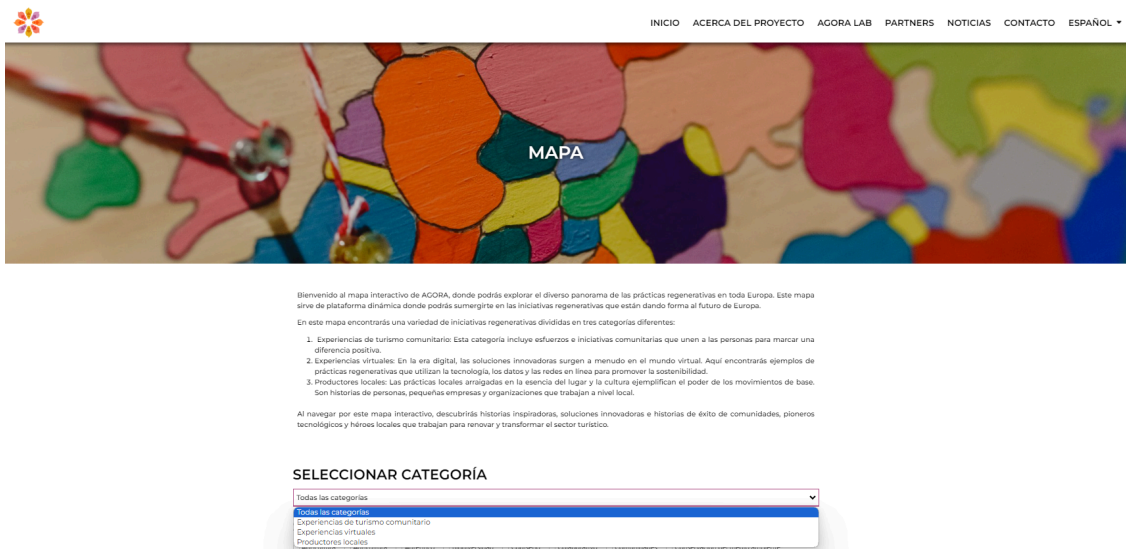 INICIO ACERCA DEL PROYECTO AGORA LAB PARTNERS NOTICIAS CONTACTO ESPAÑOL
MAPA
Bienvenido al mapa interactivo de AGORA, donde podrás explorar el diverso panorama de las prácticas regenerativas en toda Europa. Este mapa
sirve de plataforma dinámica donde podrás sumergirte en las iniciativas regenerativas que están dando forma al futuro de Europa.
En este mapa encontrarás una variedad de iniciativas regenerativas divididas en tres categorías diferentes:
1. Experiencias de turismo comunitario: Esta categoría incluye esfuerzos e iniciativas comunitarias que unen a las personas para marcar una
diferencia positiva.
2. Experiencias virtuales: En la era digital, las soluciones innovadoras surgen a menudo en el mundo virtual. Aquí encontrarás ejemplos de
prácticas regenerativas que utilizan la tecnología, los datos y las redes en línea para promover la sostenibilidad.
3. Productores locales: Las prácticas locales arraigadas en la esencia del lugar y la cultura ejemplifican el poder de los movimientos de base.
Son historias de personas, pequeñas empresas y organizaciones que trabajan a nivel local.
Al navegar por este mapa interactivo, descubrirás historias inspiradoras, soluciones innovadoras e historias de éxito de comunidades, pioneros
tecnológicos y héroes locales que trabajan para renovar y transformar el sector turístico.
SELECCIONAR CATEGORÍA
Todas las categorías
Todas las categorías
Experiencias de turismo comunitario
Experiencias virtuales
Productores locales